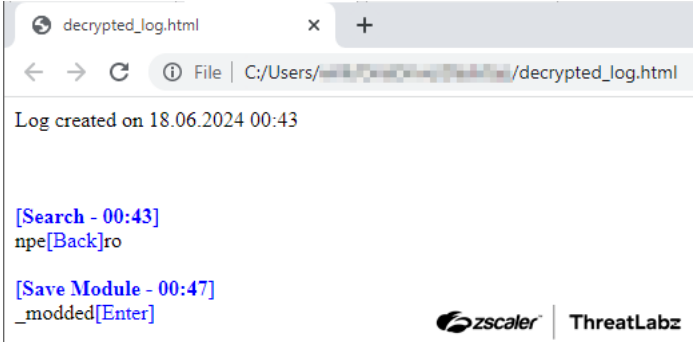 decrypted_log.html
File | C:/Users/ /decrypted_log.html
Log created on 18.06.2024 00:43
[Search - 00:43]
npe[Back]ro
[Save Module - 00:47]
_modded[Enter]
zscaler | ThreatLabz